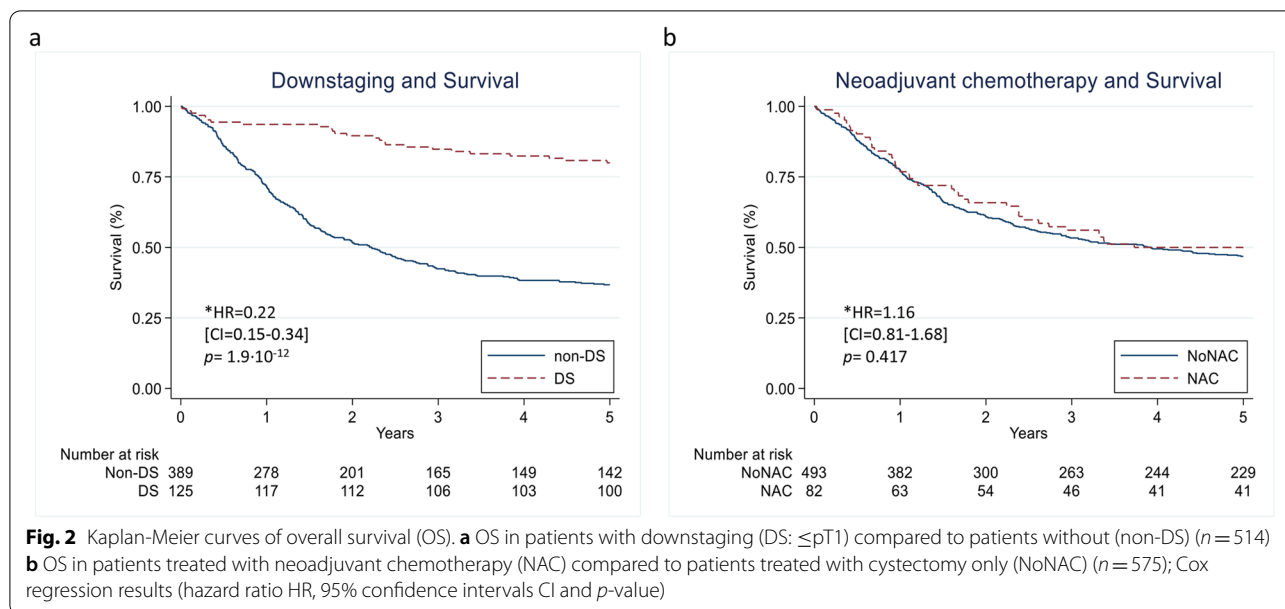 a
Downstaging and Survival
Survival (%)
1.00
0.75
0.50
0.25
0.00
*HR=0.22
[CI=0.15-0.34]
p= 1.9·10-12
non-DS
DS
0 1 2 3 4 5
Years
Number at risk
Non-DS 389 278 201 165 149 142
DS 125 117 112 106 103 100
b
Neoadjuvant chemotherapy and Survival
Survival (%)
1.00
0.75
0.50
0.25
0.00
*HR=1.16
[CI=0.81-1.68]
p= 0.417
NoNAC
NAC
0 1 2 3 4 5
Years
Number at risk
NoNAC 493 382 300 263 244 229
NAC 82 63 54 46 41 41
Fig. 2 Kaplan-Meier curves of overall survival (OS). a OS in patients with downstaging (DS: ≤pT1) compared to patients without (non-DS) (n=514)
b OS in patients treated with neoadjuvant chemotherapy (NAC) compared to patients treated with cystectomy only (NoNAC) (n=575); Cox
regression results (hazard ratio HR, 95% confidence intervals CI and p-value)